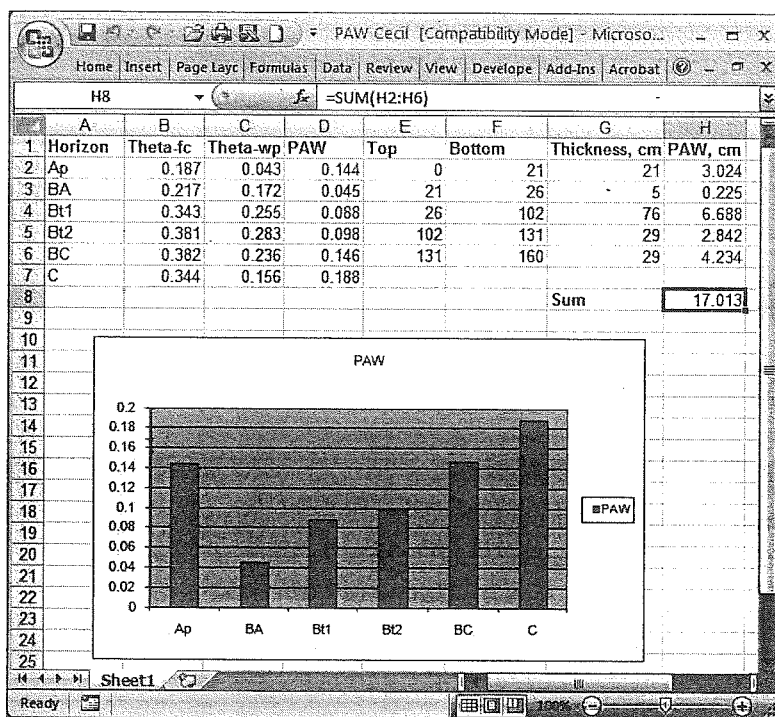 PAW Cecil [Compatibility Mode] - Microso...
Home Insert Page Layc Formulas Data Review View Develope Add-Ins Acrobat
H8 fx =SUM(H2:H6)
A B C D E F G H
1 Horizon Theta-fc Theta-wp PAW Top Bottom Thickness, cm PAW, cm
2 Ap 0.187 0.043 0.144 0 21 21 3.024
3 BA 0.217 0.172 0.045 21 26 5 0.225
4 Bt1 0.343 0.255 0.088 26 102 76 6.688
5 Bt2 0.381 0.283 0.098 102 131 29 2.842
6 BC 0.382 0.236 0.146 131 160 29 4.234
7 C 0.344 0.156 0.188
8 Sum 17.013
9
10
11
12
13
14
15
16
17
18
19
20
21
22
23
24
25
PAW
0.2
0.18
0.16
0.14
0.12
0.1
0.08
0.06
0.04
0.02
0
Ap BA Bt1 Bt2 BC C
PAW
Sheet1
Ready 100%